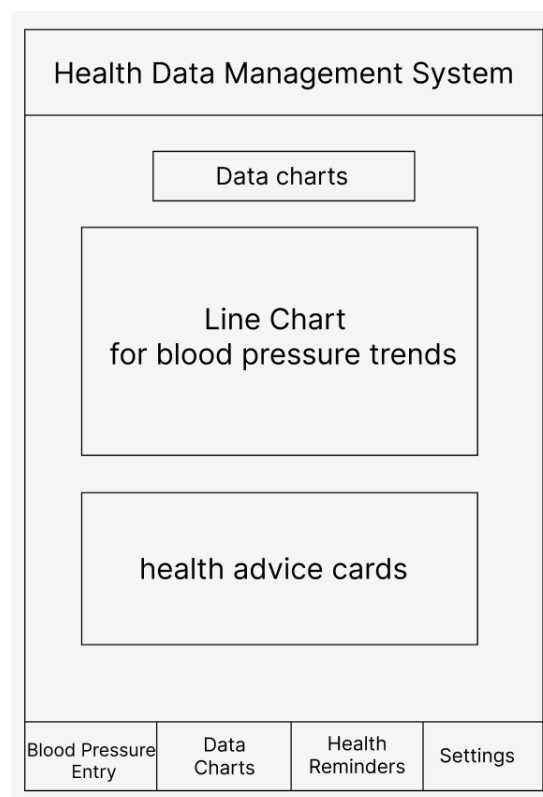 Health Data Management System
Data charts
Line Chart
for blood pressure trends
health advice cards
Blood Pressure
Entry
Data
Charts
Health
Reminders
Settings